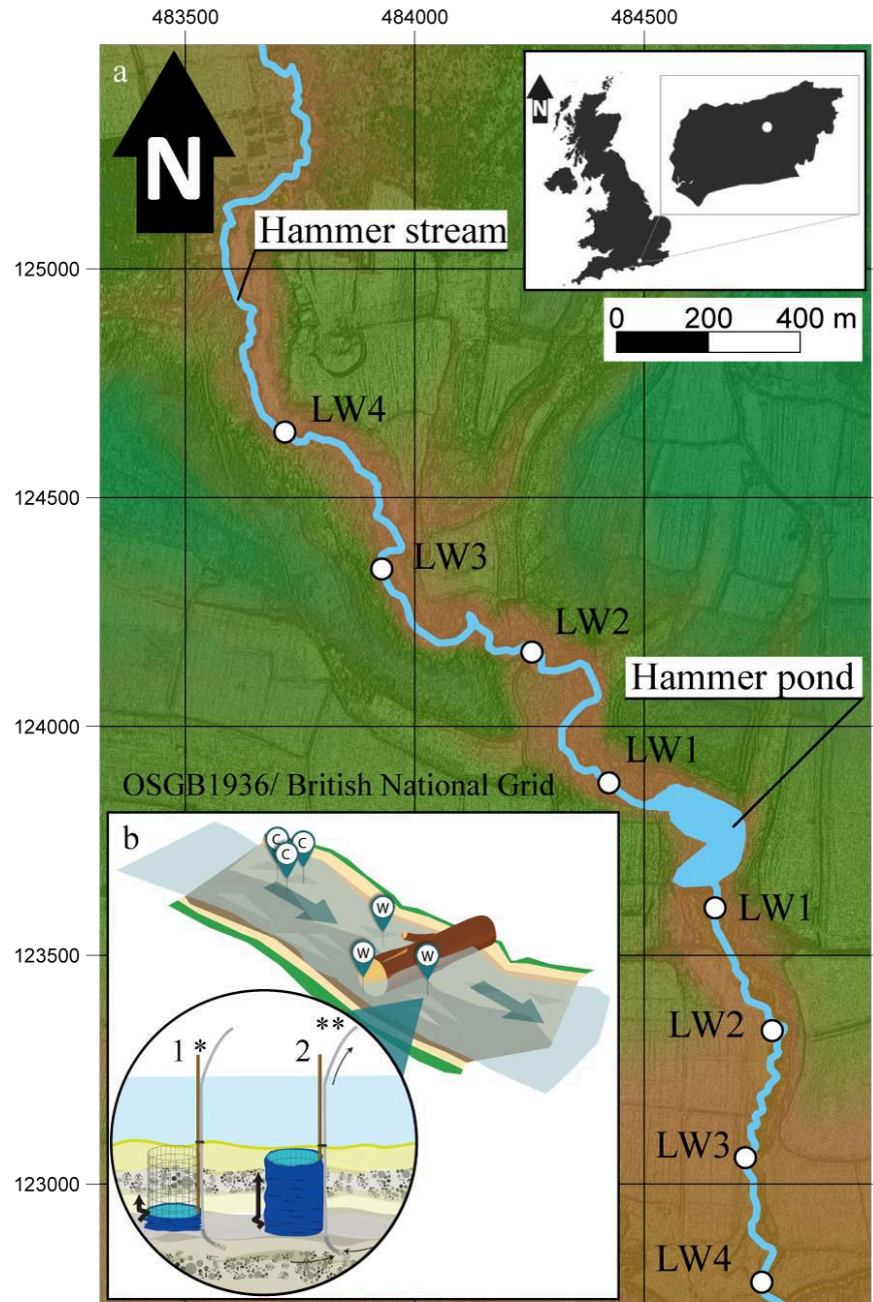 483500
484000
484500
a
N
N
Hammer stream
125000
0
200
400 m
LW4
124500
LW3
LW2
Hammer pond
124000
LW1
OSGB1936/ British National Grid
b
C
C
C
W
W
W
LW1
123500
1 *
2
**
LW2
LW3
123000
LW4